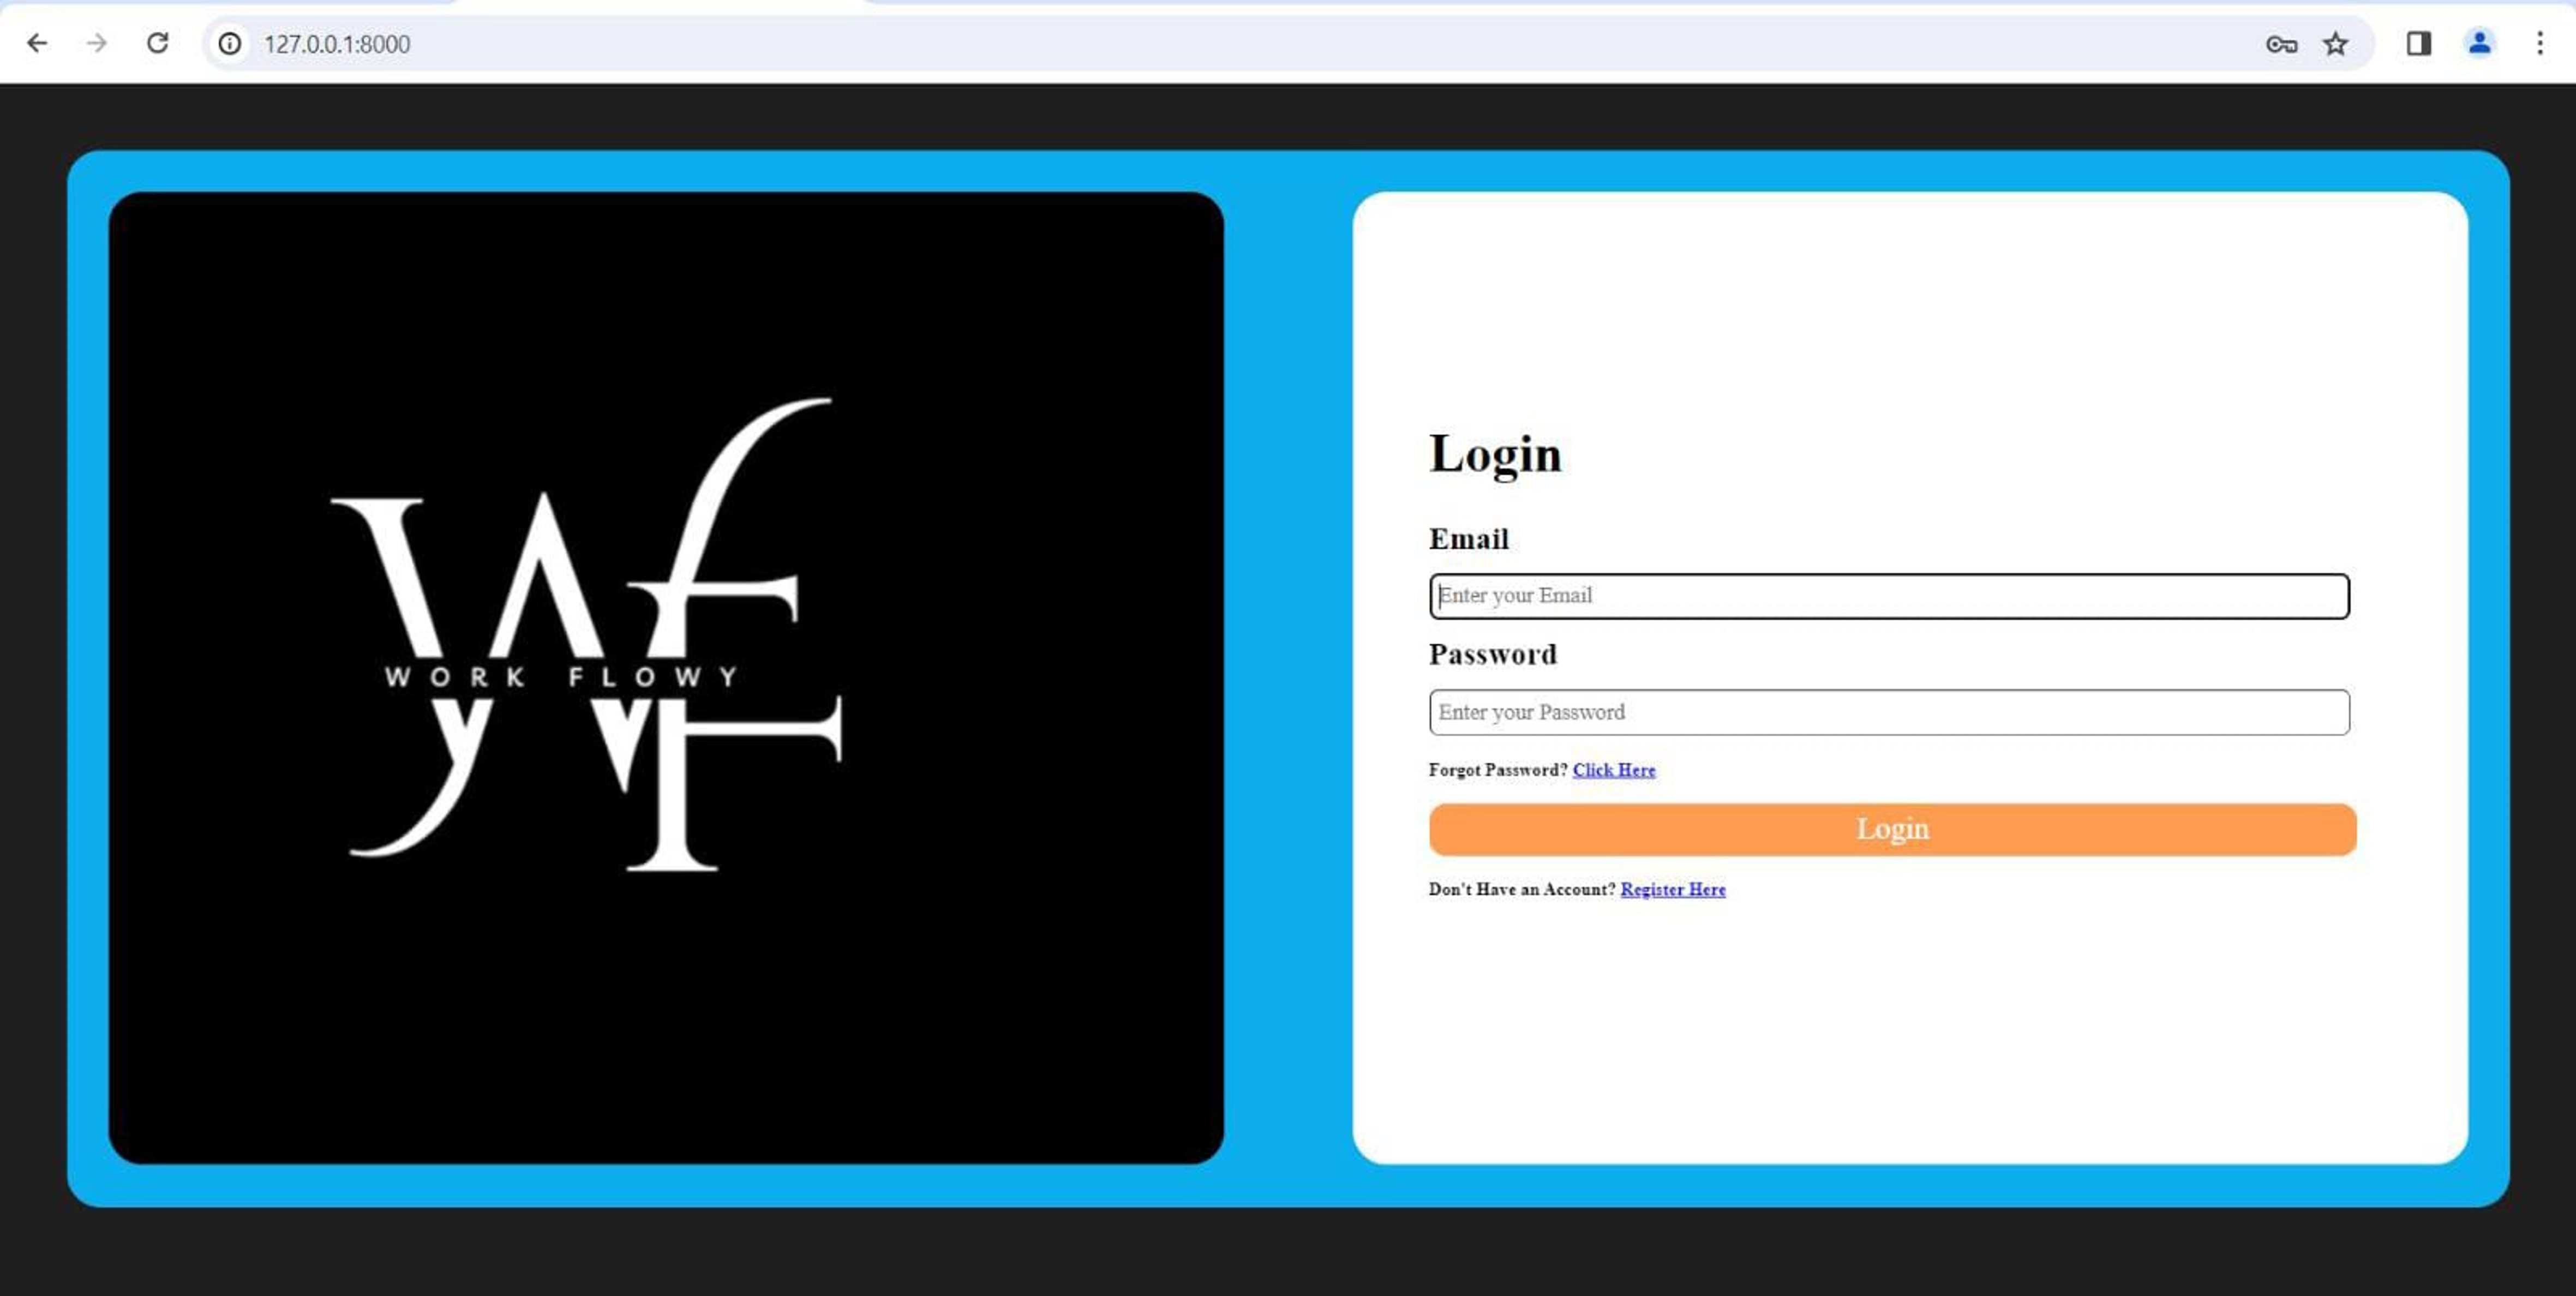 127.0.0.1:8000
WF
WORK FLOWY
Login
Email
Enter your Email
Password
Enter your Password
Forgot Password? Click Here
Login
Don't Have an Account? Register Here